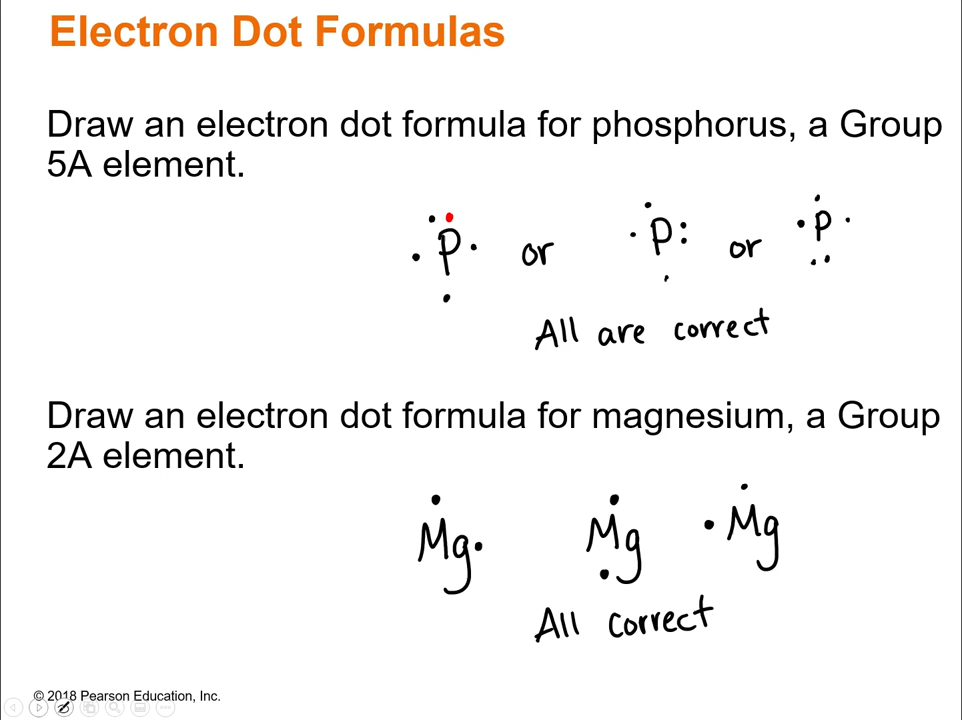 Electron Dot Formulas
Draw an electron dot formula for phosphorus, a Group
5A element.
P or P or P
All are correct
Draw an electron dot formula for magnesium, a Group
2A element.
Mg Mg Mg
All correct
© 2018 Pearson Education, Inc.